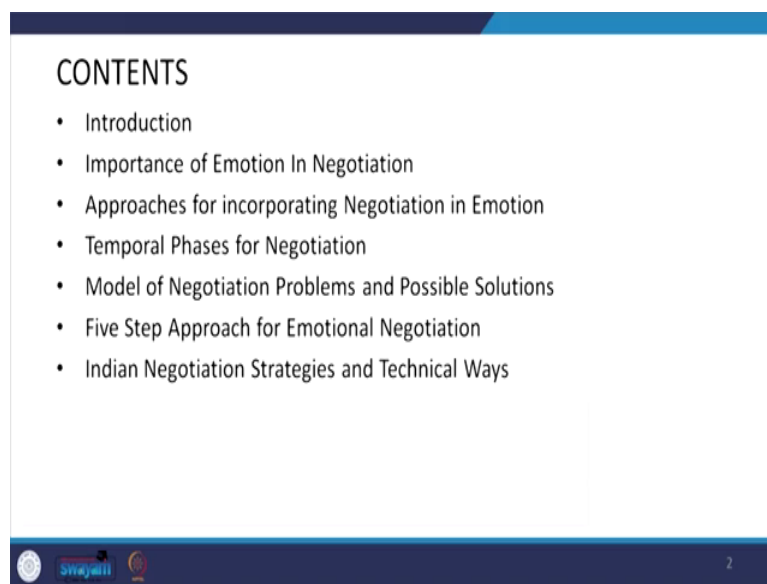 CONTENTS
• Introduction
• Importance of Emotion In Negotiation
• Approaches for incorporating Negotiation in Emotion
• Temporal Phases for Negotiation
• Model of Negotiation Problems and Possible Solutions
• Five Step Approach for Emotional Negotiation
• Indian Negotiation Strategies and Technical Ways
swayam
2